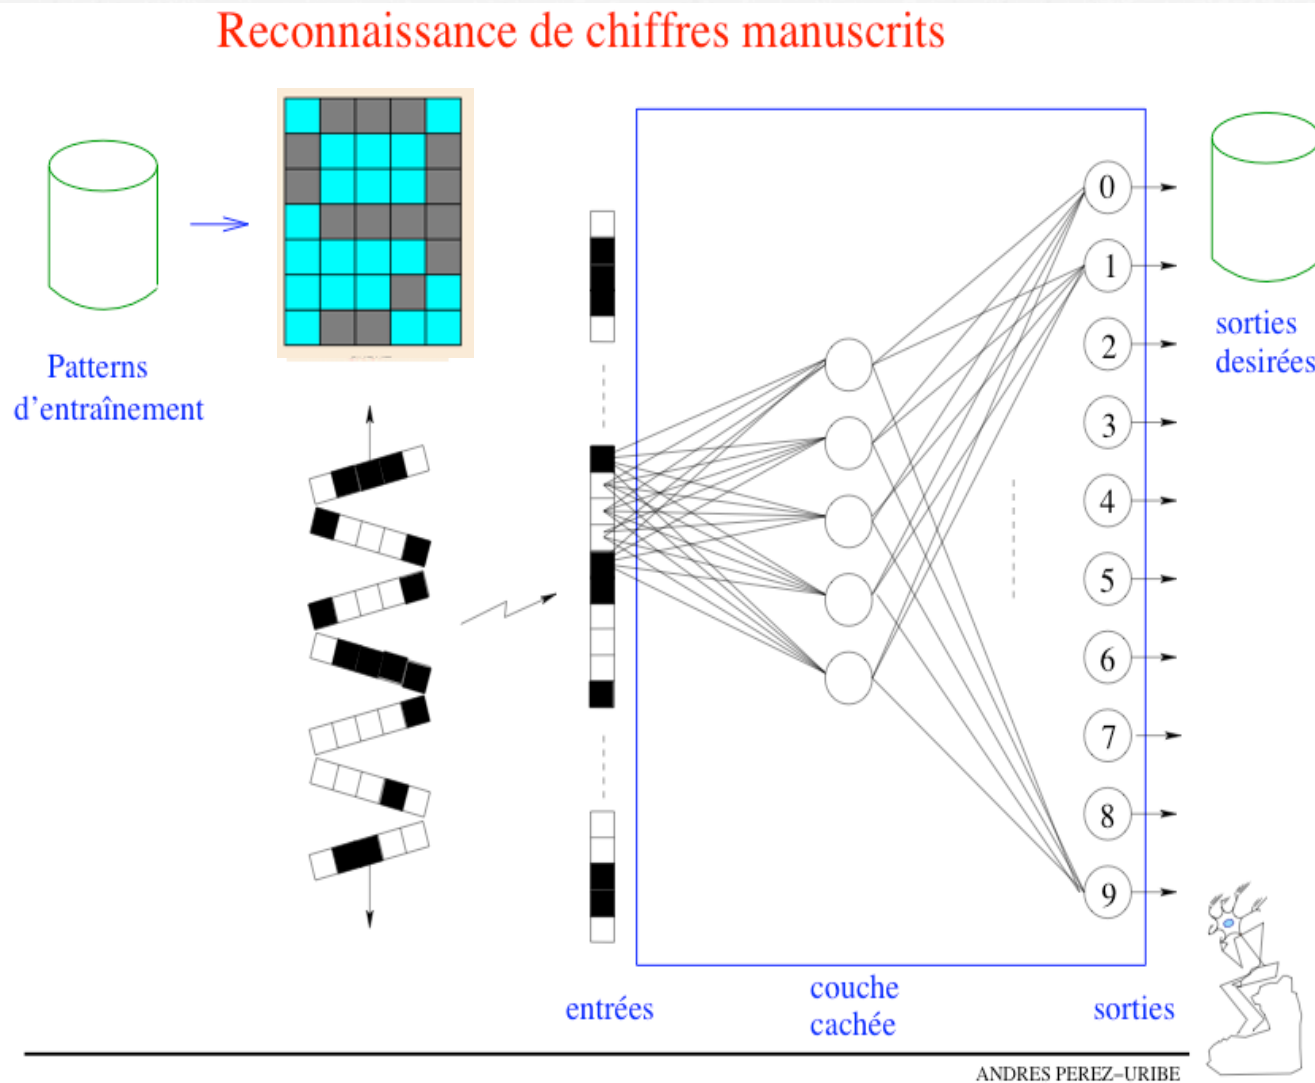 Reconnaissance de chiffres manuscrits
Patterns
d'entraînement
0
1
2
3
4
5
6
7
8
9
sorties
desirées
entrées
couche
cachée
sorties
ANDRES PEREZ–URIBE